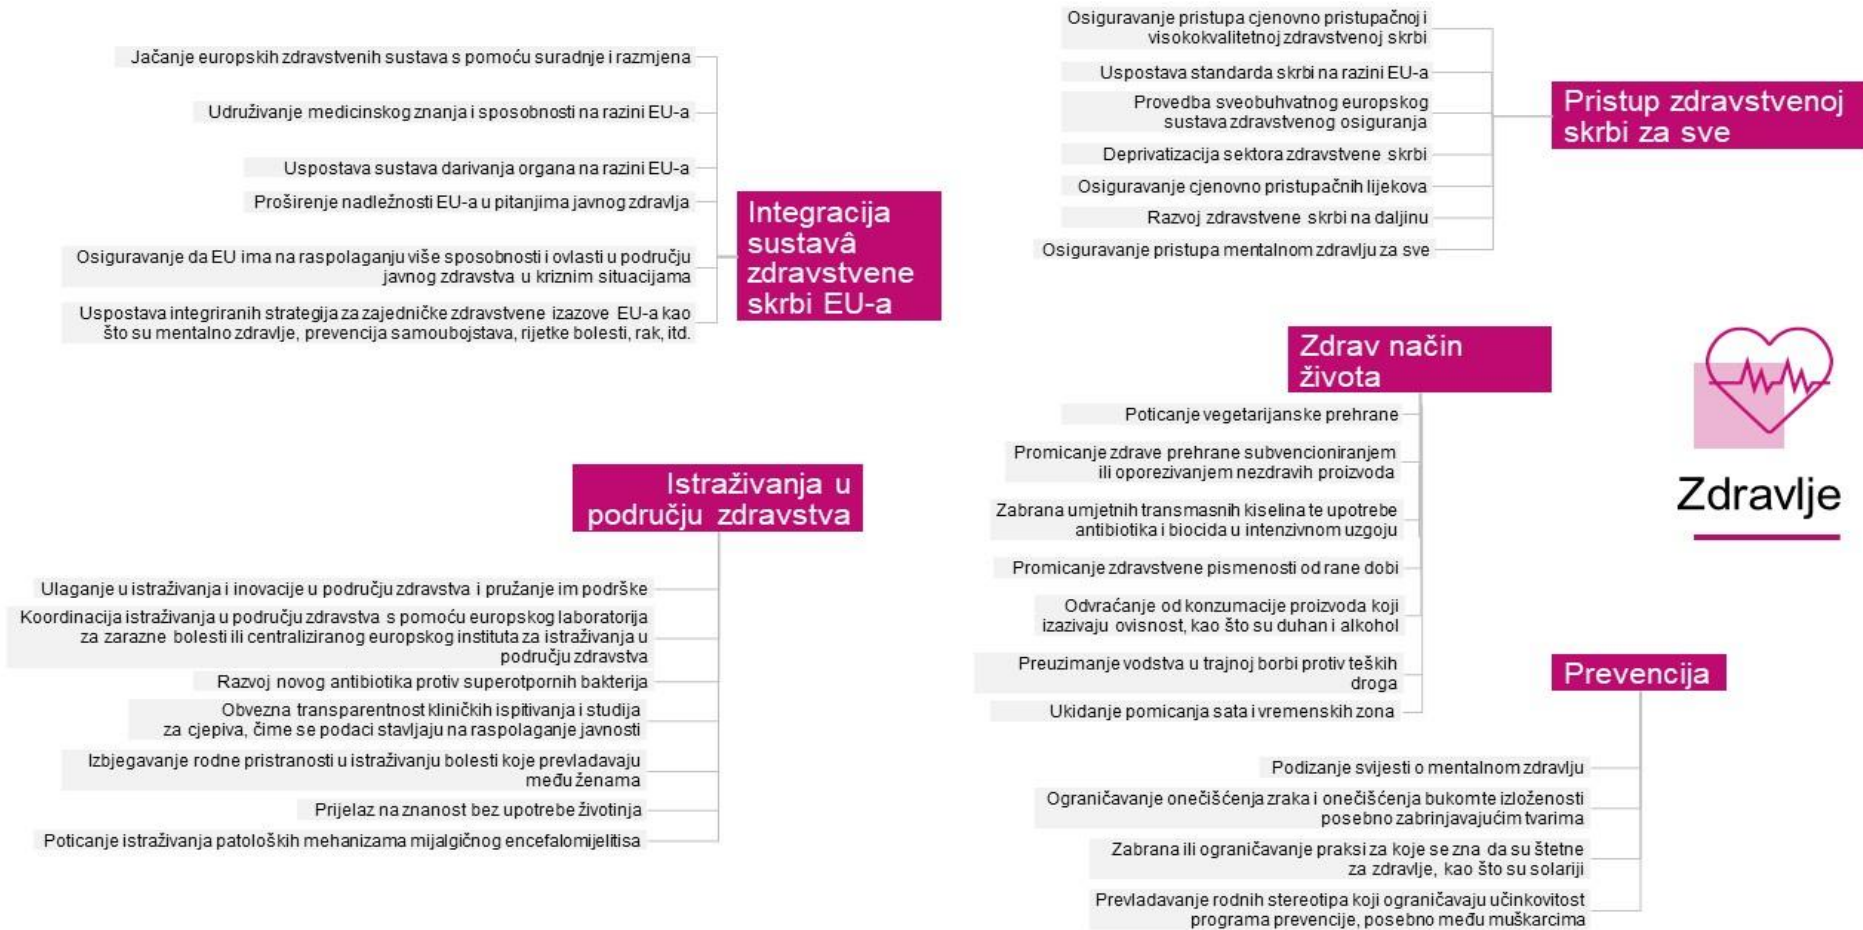 Jačanje europskih zdravstvenih sustava s pomoću suradnje i razmjena
Udruživanje medicinskog znanja i sposobnosti na razini EU-a
Uspostava sustava darivanja organa na razini EU-a
Proširenje nadležnosti EU-a u pitanjima javnog zdravlja
Osiguravanje da EU ima na raspolaganju više sposobnosti i ovlasti u području
javnog zdravstva u kriznim situacijama
Uspostava integriranih strategija za zajedničke zdravstvene izazove EU-a kao
što su mentalno zdravlje, prevencija samoubojstava, rijetke bolesti, rak, itd.
Integracija
sustavâ
zdravstvene
skrbi EU-a
Osiguravanje pristupa cjenovno pristupačnoj i
visokokvalitetnoj zdravstvenoj skrbi
Uspostava standarda skrbi na razini EU-a
Provedba sveobuhvatnog europskog
sustava zdravstvenog osiguranja
Deprivatizacija sektora zdravstvene skrbi
Osiguravanje cjenovno pristupačnih lijekova
Razvoj zdravstvene skrbi na daljinu
Osiguravanje pristupa mentalnom zdravlju za sve
Pristup zdravstvenoj
skrbi za sve
Zdrav način
života
Poticanje vegetarijanske prehrane
Promicanje zdrave prehrane subvencioniranjem
ili oporezivanjem nezdravih proizvoda
Zabrana umjetnih transmasnih kiselina te upotrebe
antibiotika i biocida u intenzivnom uzgoju
Promicanje zdravstvene pismenosti od rane dobi
Odvraćanje od konzumacije proizvoda koji
izazivaju ovisnost, kao što su duhan i alkohol
Preuzimanje vodstva u trajnoj borbi protiv teških
droga
Ukidanje pomicanja sata i vremenskih zona
Zdravlje
Istraživanja u
području zdravstva
Ulaganje u istraživanja i inovacije u području zdravstva i pružanje im podrške
Koordinacija istraživanja u području zdravstva s pomoću europskog laboratorija
za zarazne bolesti ili centraliziranog europskog instituta za istraživanja u
području zdravstva
Razvoj novog antibiotika protiv superotpornih bakterija
Obvezna transparentnost kliničkih ispitivanja i studija
za cjepiva, čime se podaci stavljaju na raspolaganje javnosti
Izbjegavanje rodne pristranosti u istraživanju bolesti koje prevladavaju
među ženama
Prijelaz na znanost bez upotrebe životinja
Poticanje istraživanja patoloških mehanizama mijalgičnog encefalomijelitisa
Prevencija
Podizanje svijesti o mentalnom zdravlju
Ograničavanje onečišćenja zraka i onečišćenja bukomte izloženosti
posebno zabrinjavajućim tvarima
Zabrana ili ograničavanje praksi za koje se zna da su štetne
za zdravlje, kao što su solariji
Prevladavanje rodnih stereotipa koji ograničavaju učinkovitost
programa prevencije, posebno među muškarcima